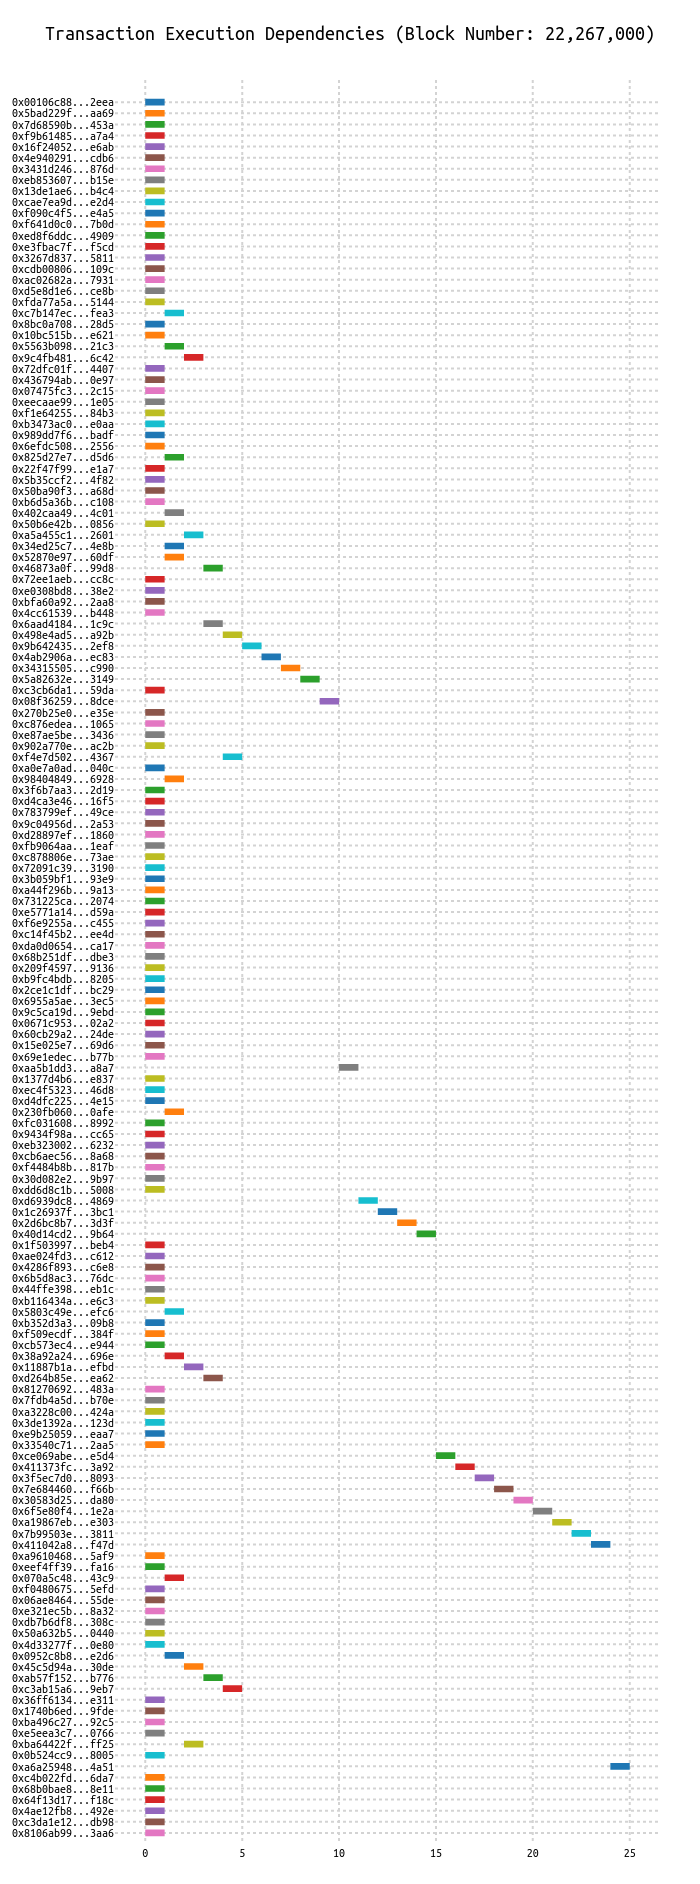 Transaction Execution Dependencies (Block Number: 22,267,000)
0x00106c88...2eea
0x5bad229f...aa69
0x7d68590b...453a
0xf9b61485...a7a4
0x16f24052...e6ab
0x4e940291...cdb6
0x3431d246...876d
0xeb853607...b15e
0x13de1ae6...b4c4
0xcae7ea9d...e2d4
0xf090c4f5...e4a5
0xf641d0c0...7b0d
0xed8f6ddc...4909
0xe3fbac7f...f5cd
0x3267d837...5811
0xcdb00806...109c
0xac02682a...7931
0xd5e8d1e6...ce8b
0xfda77a5a...5144
0xc7b147ec...fea3
0x8bc0a708...28d5
0x10bc515b...e621
0x5563b098...21c3
0x9c4fb481...6c42
0x72dfc01f...4407
0x436794ab...0e97
0x07475fc3...2c15
0xeecaae99...1e05
0xf1e64255...84b3
0xb3473ac0...e0aa
0x989dd7f6...badf
0x6efdc508...2556
0x825d27e7...d5d6
0x22f47f99...e1a7
0x5b35ccf2...4f82
0x50ba90f3...a68d
0xb6d5a36b...c108
0x402caa49...4c01
0x50b6e42b...0856
0xa5a455c1...2601
0x34ed25c7...4e8b
0x52870e97...60df
0x46873a0f...99d8
0x72ee1aeb...cc8c
0xe0308bd8...38e2
0xbfa60a92...2aa8
0x4cc61539...b448
0x6aad4184...1c9c
0x498e4ad5...a92b
0x9b642435...2ef8
0x4ab2906a...ec83
0x34315505...c990
0x5a82632e...3149
0xc3cb6da1...59da
0x08f36259...8dce
0x270b25e0...e35e
0xc876edea...1065
0xe87ae5be...3436
0x902a770e...ac2b
0xf4e7d502...4367
0xa0e7a0ad...040c
0x98404849...6928
0x3f6b7aa3...2d19
0xd4ca3e46...16f5
0x783799ef...49ce
0x9c04956d...2a53
0xd28897ef...1860
0xfb9064aa...1eaf
0xc878806e...73ae
0x72091c39...3190
0x3b059bf1...93e9
0xa44f296b...9a13
0x731225ca...2074
0xe5771a14...d59a
0xf6e9255a...c455
0xc14f45b2...ee4d
0xda0d0654...ca17
0x68b251df...dbe3
0x209f4597...9136
0xb9fc4bdb...8205
0x2ce1c1df...bc29
0x6955a5ae...3ec5
0x9c5ca19d...9ebd
0x0671c953...02a2
0x60cb29a2...24de
0x15e025e7...69d6
0x69e1edec...b77b
0xaa5b1dd3...a8a7
0x1377d4b6...e837
0xec4f5323...46d8
0xd4dfc225...4e15
0x230fb060...0afe
0xfc031608...8992
0x9434f98a...cc65
0xeb323002...6232
0xcb6aec56...8a68
0xf4484b8b...817b
0x30d082e2...9b97
0xdd6d8c1b...5008
0xd6939dc8...4869
0x1c26937f...3bc1
0x2d6bc8b7...3d3f
0x40d14cd2...9b64
0x1f503997...beb4
0xae024fd3...c612
0x4286f893...c6e8
0x6b5d8ac3...76dc
0x44ffe398...eb1c
0xb116434a...e6c3
0x5803c49e...efc6
0xb352d3a3...09b8
0xf509ecdf...384f
0xcb573ec4...e944
0x38a92a24...696e
0x11887b1a...efbd
0xd264b85e...ea62
0x81270692...483a
0x7fdb4a5d...b70e
0xa3228c00...424a
0x3de1392a...123d
0xe9b25059...eaa7
0x33540c71...2aa5
0xce069abe...e5d4
0x411373fc...3a92
0x3f5ec7d0...8093
0x7e684460...f66b
0x30583d25...da80
0x6f5e80f4...1e2a
0xa19867eb...e303
0x7b99503e...3811
0x411042a8...f47d
0xa9610468...5af9
0xeef4ff39...fa16
0x070a5c48...43c9
0xf0480675...5efd
0x06ae8464...55de
0xe321ec5b...8a32
0xdb7b6df8...308c
0x50a632b5...0440
0x4d33277f...0e80
0x0952c8b8...e2d6
0x45c5d94a...30de
0xab57f152...b776
0xc3ab15a6...9eb7
0x36ff6134...e311
0x1740b6ed...9fde
0xba496c27...92c5
0xe5eea3c7...0766
0xba64422f...ff25
0x0b524cc9...8005
0xa6a25948...4a51
0xc4b022fd...6da7
0x68b0bae8...8e11
0x64f13d17...f18c
0x4ae12fb8...492e
0xc3da1e12...db98
0x8106ab99...3aa6
0 5 10 15 20 25